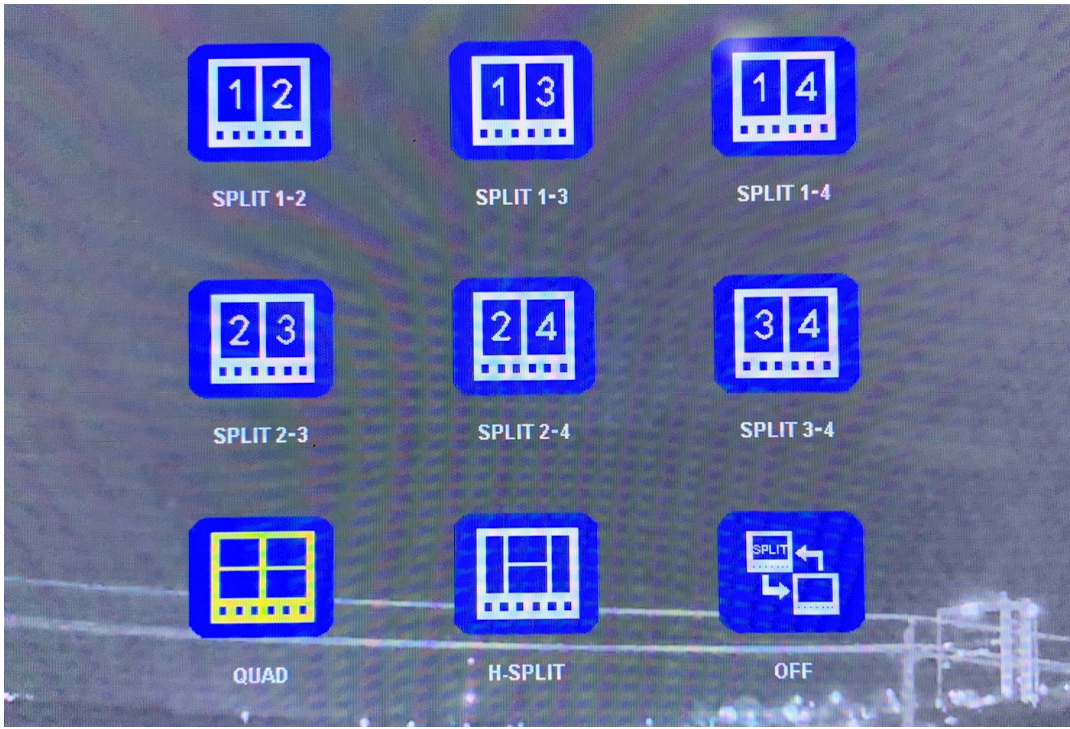 1 2
1 3
1 4
SPLIT 1-2
SPLIT 1-3
SPLIT 1-4
2 3
2 4
3 4
SPLIT 2-3
SPLIT 2-4
SPLIT 3-4
SPLIT
QUAD
H-SPLIT
OFF